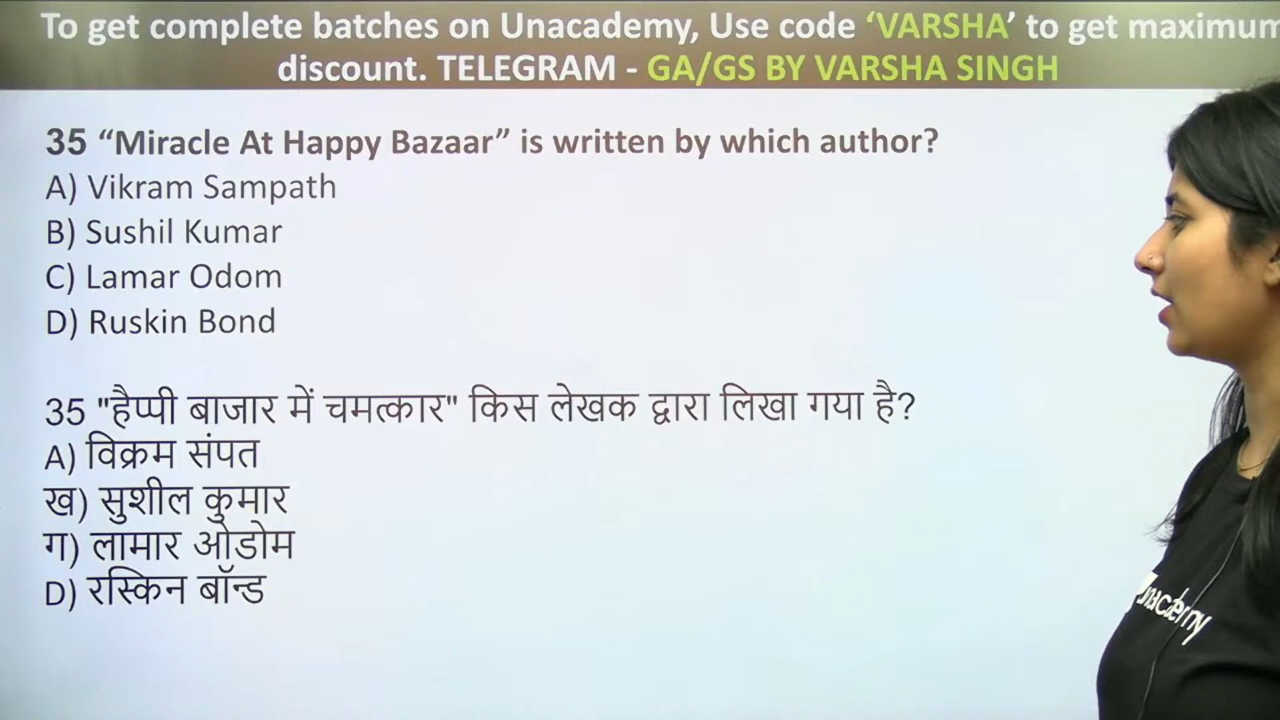 To get complete batches on Unacademy, Use code ‘VARSHA’ to get maximum
discount. TELEGRAM - GA/GS BY VARSHA SINGH
35 “Miracle At Happy Bazaar” is written by which author?
A) Vikram Sampath
B) Sushil Kumar
C) Lamar Odom
D) Ruskin Bond
35 "हैप्पी बाजार में चमत्कार" किस लेखक द्वारा लिखा गया है?
A) विक्रम संपत
ख) सुशील कुमार
ग) लामार ओडोम
D) रस्किन बॉन्ड
Unacademy